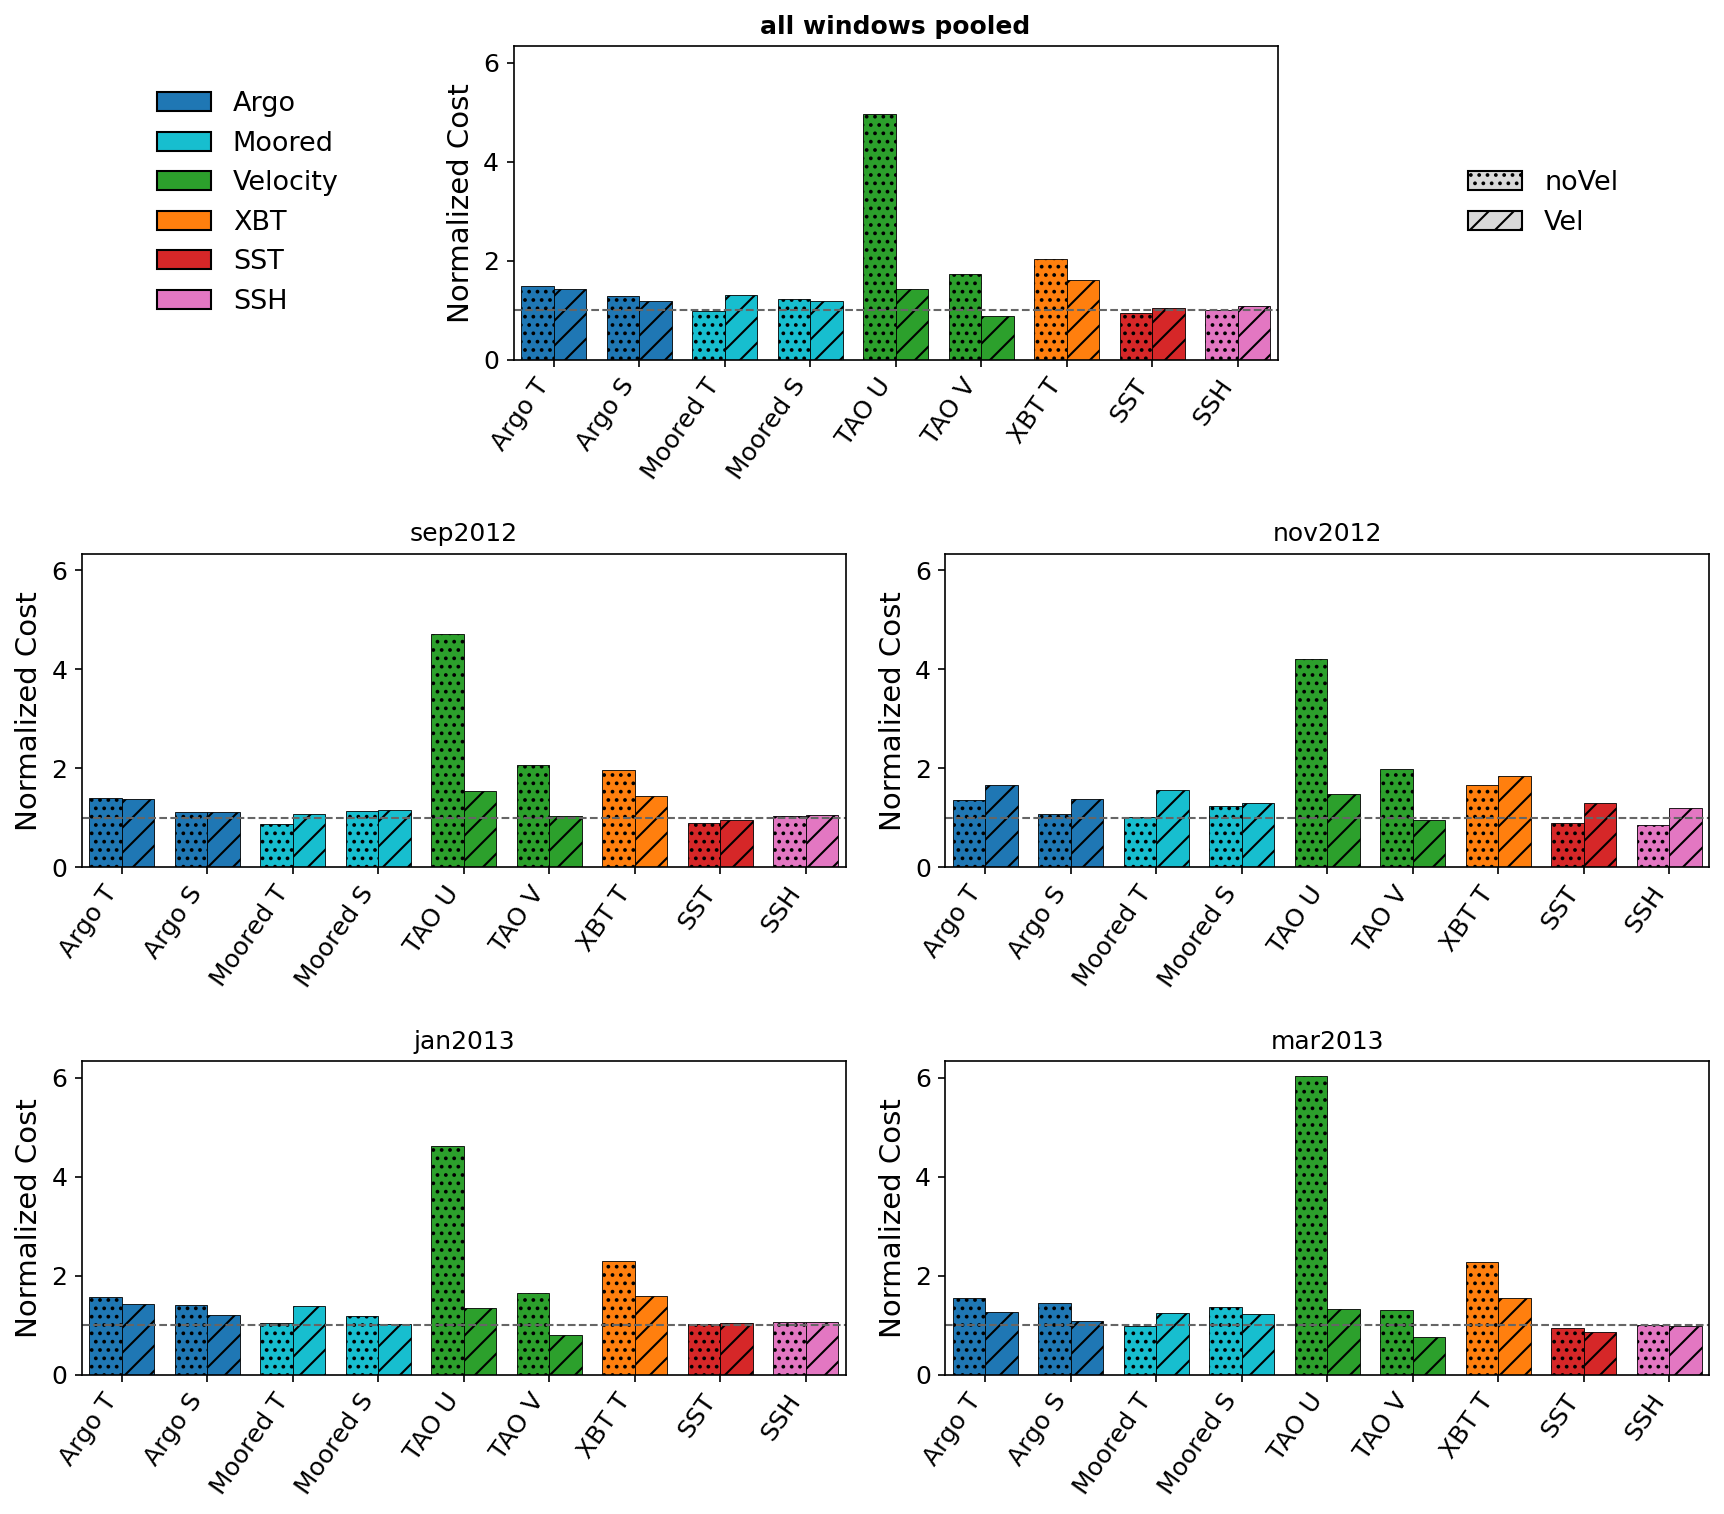 all windows pooled
Argo
Moored
Velocity
XBT
SST
SSH
Normalized Cost
6
4
2
0
Argo T
Argo S
Moored T
Moored S
TAO U
TAO V
XBT T
SST
SSH
noVel
Vel
sep2012
Normalized Cost
6
4
2
0
Argo T
Argo S
Moored T
Moored S
TAO U
TAO V
XBT T
SST
SSH
nov2012
Normalized Cost
6
4
2
0
Argo T
Argo S
Moored T
Moored S
TAO U
TAO V
XBT T
SST
SSH
jan2013
Normalized Cost
6
4
2
0
Argo T
Argo S
Moored T
Moored S
TAO U
TAO V
XBT T
SST
SSH
mar2013
Normalized Cost
6
4
2
0
Argo T
Argo S
Moored T
Moored S
TAO U
TAO V
XBT T
SST
SSH